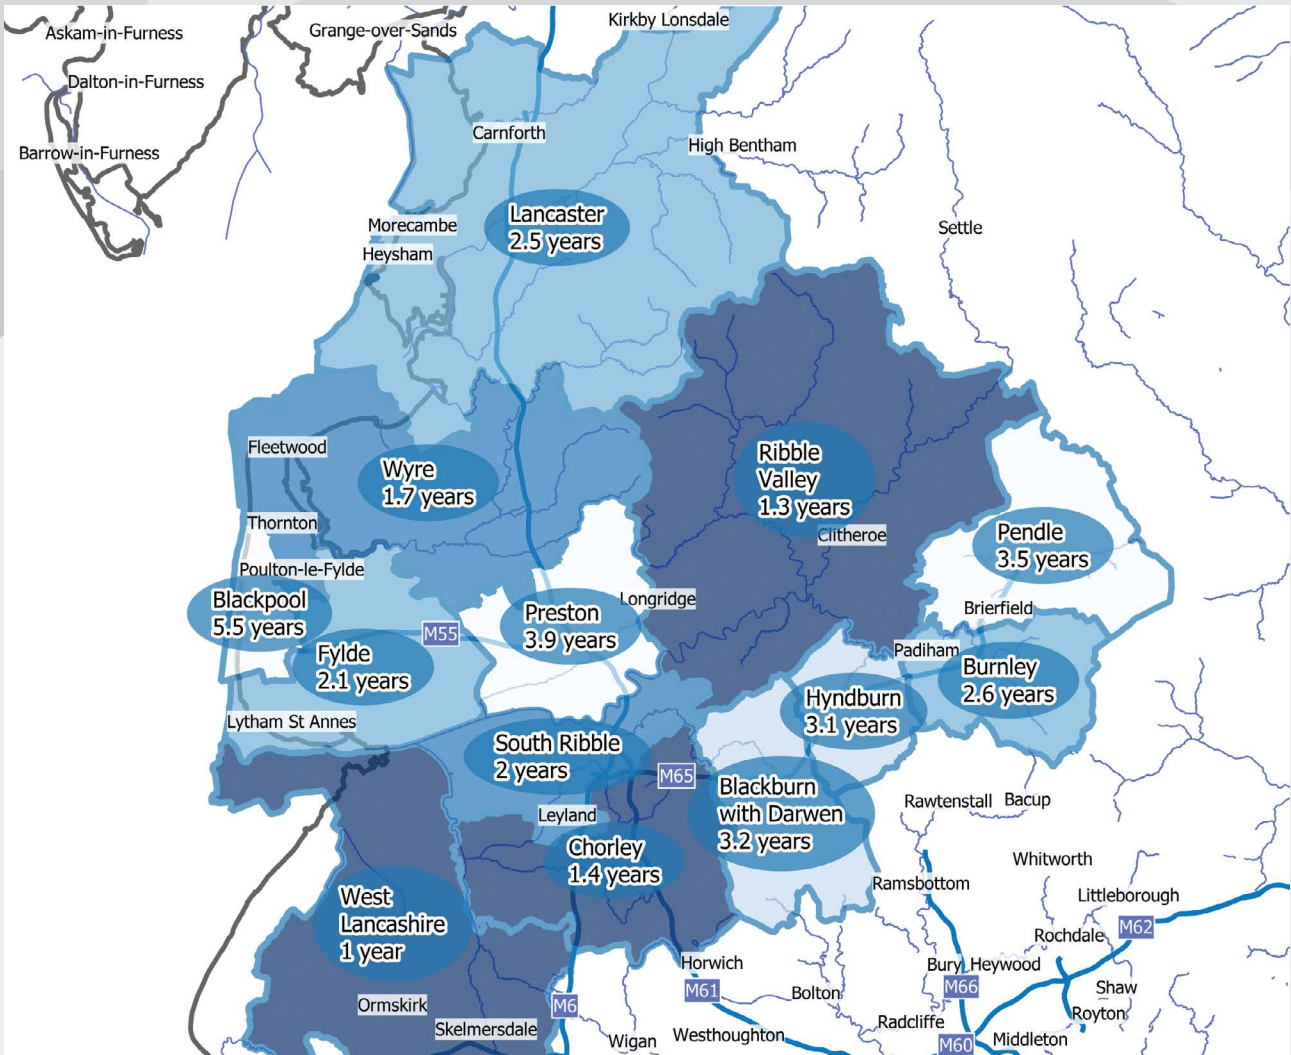 Kirkby Lonsdale
Askam-in-Furness
Grange-over-Sands
Dalton-in-Furness
Carnforth
High Bentham
Barrow-in-Furness
Lancaster
2.5 years
Morecambe
Settle
Heysham
Fleetwood
Wyre
1.7 years
Ribble
Valley
1.3 years
Clitheroe
Thornton
Pendle
3.5 years
Poulton-le-Fylde
Blackpool
5.5 years
Preston
3.9 years
Longridge
Brierfield
M55
Fylde
2.1 years
Padiham
Burnley
2.6 years
Hyndburn
3.1 years
Lytham St Annes
South Ribble
2 years
M65
Blackburn
with Darwen
3.2 years
Leyland
Rawtenstall
Bacup
Chorley
1.4 years
Whitworth
Ramsbottom
Littleborough
West
Lancashire
1 year
M62
Rochdale
Horwich
Bury
Heywood
M61
M66
Shaw
Bolton
Ormskirk
M6
Royton
Radcliffe
Skelmersdale
Wigan
Westhoughton
M60
Middleton